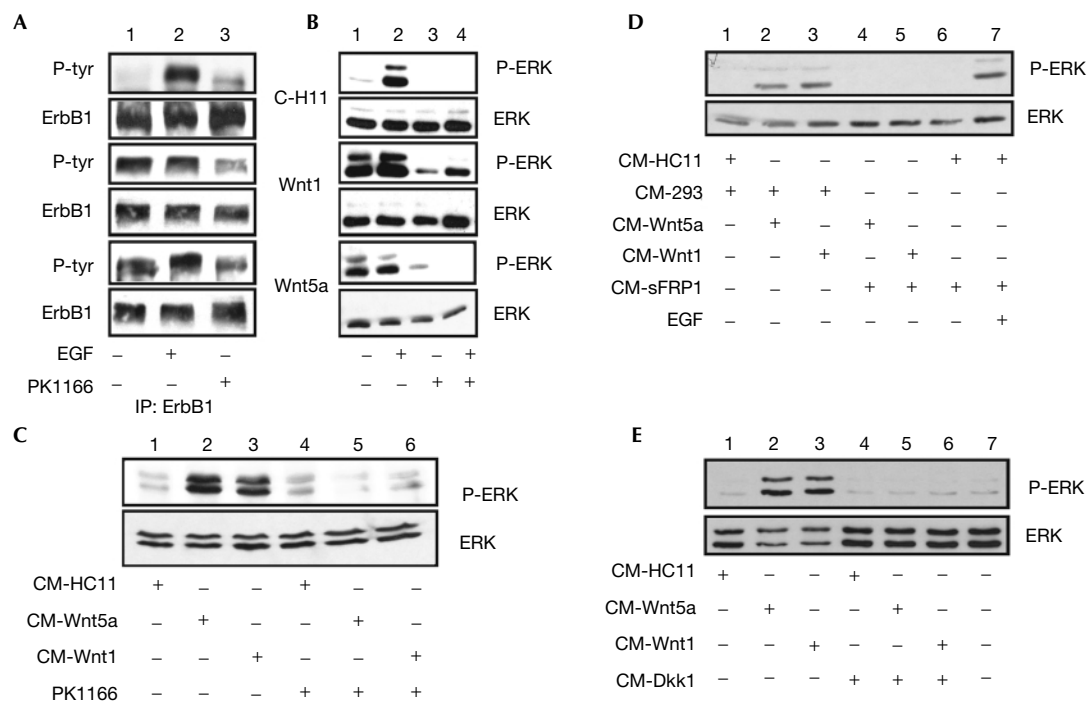 A
1 2 3
P-tyr
ErbB1
P-tyr
ErbB1
P-tyr
ErbB1
EGF – + –
PK1166 – – +
IP: ErbB1
B
1 2 3 4
C-H11
Wnt1
Wnt5a
P-ERK
ERK
P-ERK
ERK
P-ERK
ERK
– + – +
– – + +
C
1 2 3 4 5 6
P-ERK
ERK
CM-HC11 + – – + – –
CM-Wnt5a – + – – + –
CM-Wnt1 – – + – – +
PK1166 – – – + + +
D
1 2 3 4 5 6 7
P-ERK
ERK
CM-HC11 + – – – – + +
CM-293 + + + – – – –
CM-Wnt5a – + – + – – –
CM-Wnt1 – – + – + – –
CM-sFRP1 – – – + + + +
EGF – – – – – – +
E
1 2 3 4 5 6 7
P-ERK
ERK
CM-HC11 + – – + – – –
CM-Wnt5a – + – – + – –
CM-Wnt1 – – + – – + –
CM-Dkk1 – – – + + + –